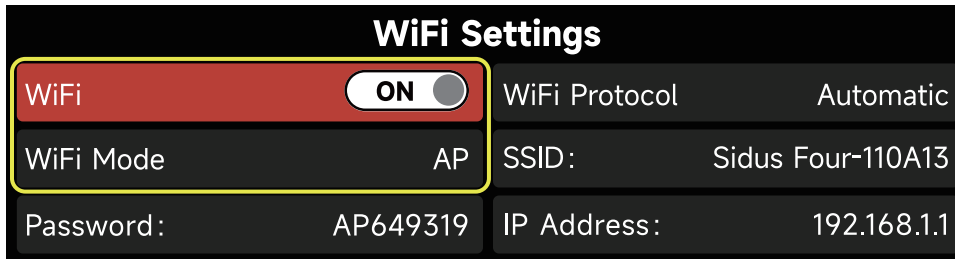 WiFi Settings
WiFi ON
WiFi Protocol Automatic
WiFi Mode AP
SSID: Sidus Four-110A13
Password: AP649319
IP Address: 192.168.1.1